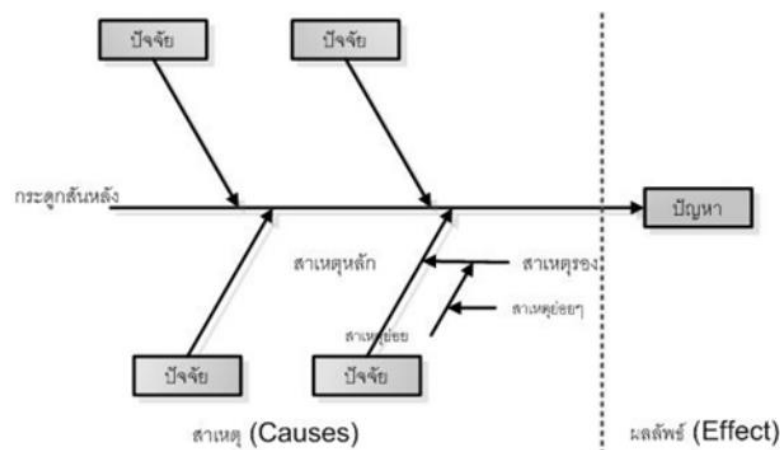 ปัจจัย
ปัจจัย
กระดูกสันหลัง
ปัญหา
สาเหตุหลัก
สาเหตุรอง
สาเหตุย่อยๆ
สาเหตุย่อย
ปัจจัย
ปัจจัย
สาเหตุ (Causes)
ผลลัพธ์ (Effect)